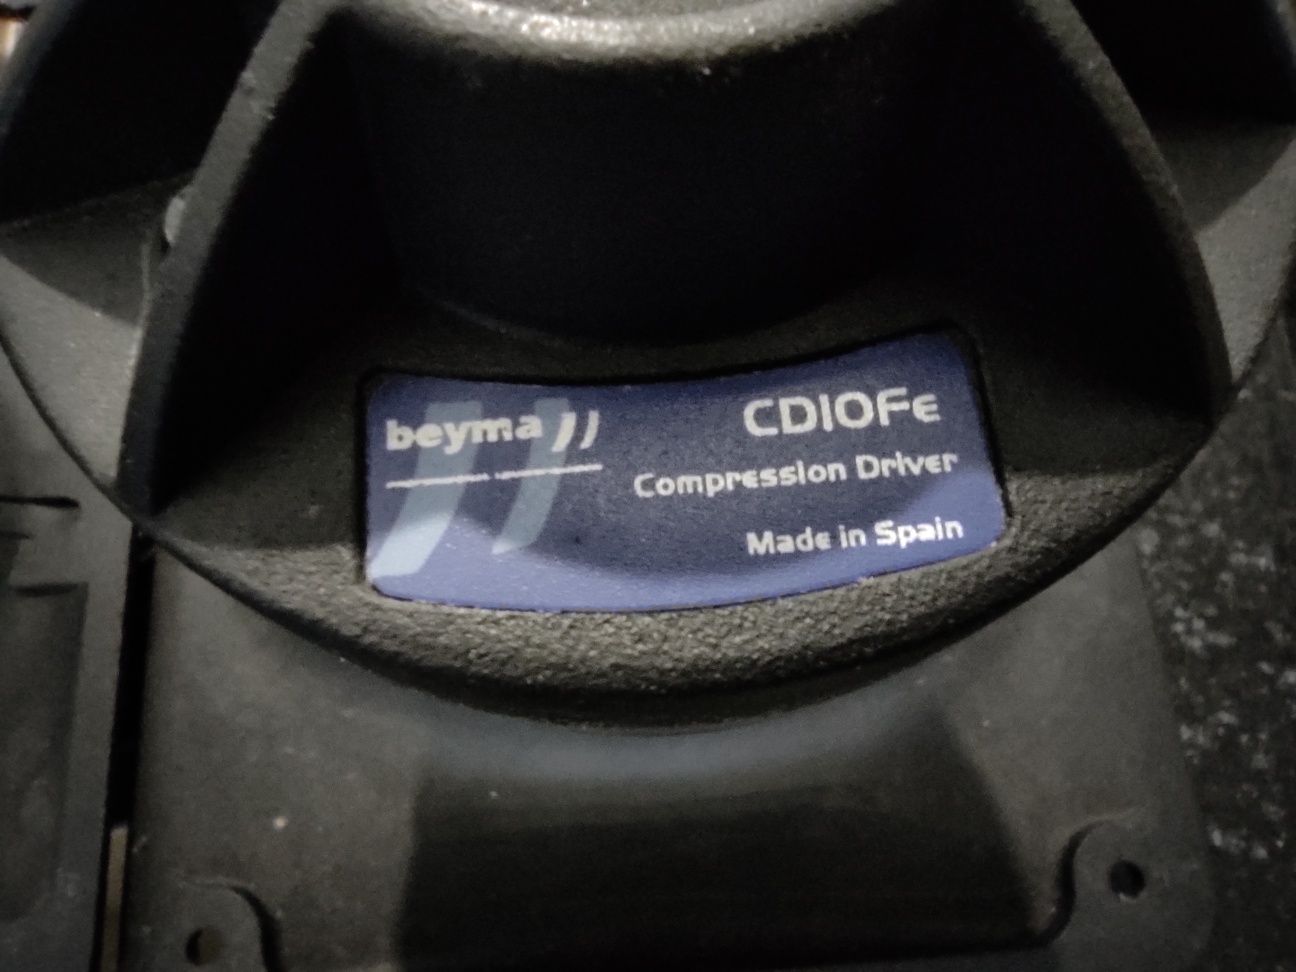 beyma
CD10Fe
Compression Driver
Made in Spain